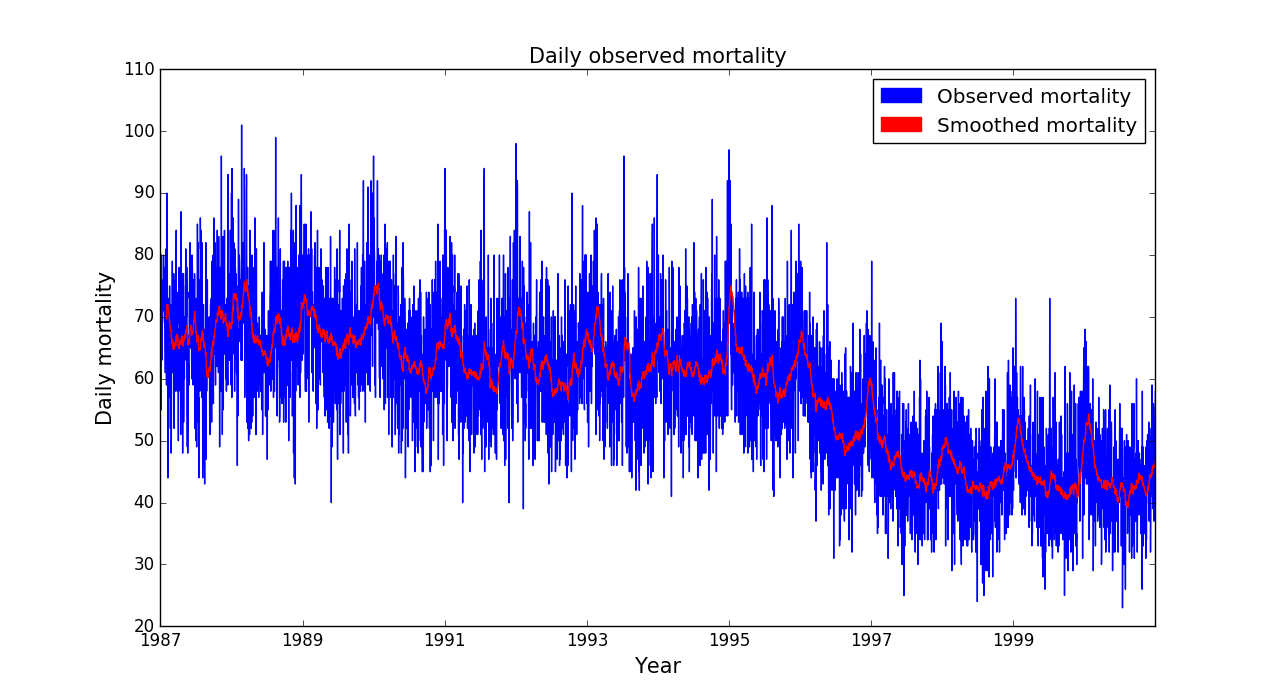 Daily observed mortality
110
100
90
80
70
60
50
40
30
20
Daily mortality
Observed mortality
Smoothed mortality
1987 1989 1991 1993 1995 1997 1999
Year